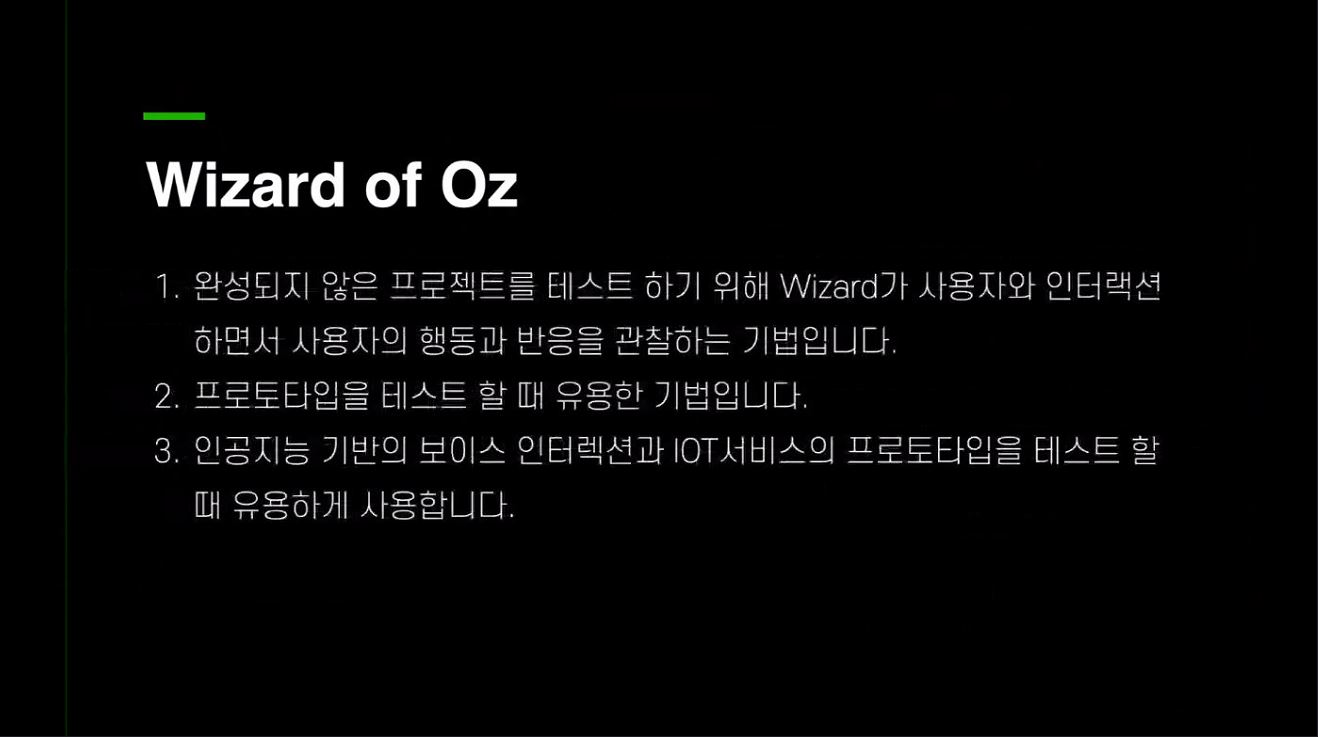 Wizard of Oz
1. 완성되지 않은 프로젝트를 테스트 하기 위해 Wizard가 사용자와 인터랙션
하면서 사용자의 행동과 반응을 관찰하는 기법입니다.
2. 프로토타입을 테스트 할 때 유용한 기법입니다.
3. 인공지능 기반의 보이스 인터렉션과 IOT서비스의 프로토타입을 테스트 할
때 유용하게 사용합니다.